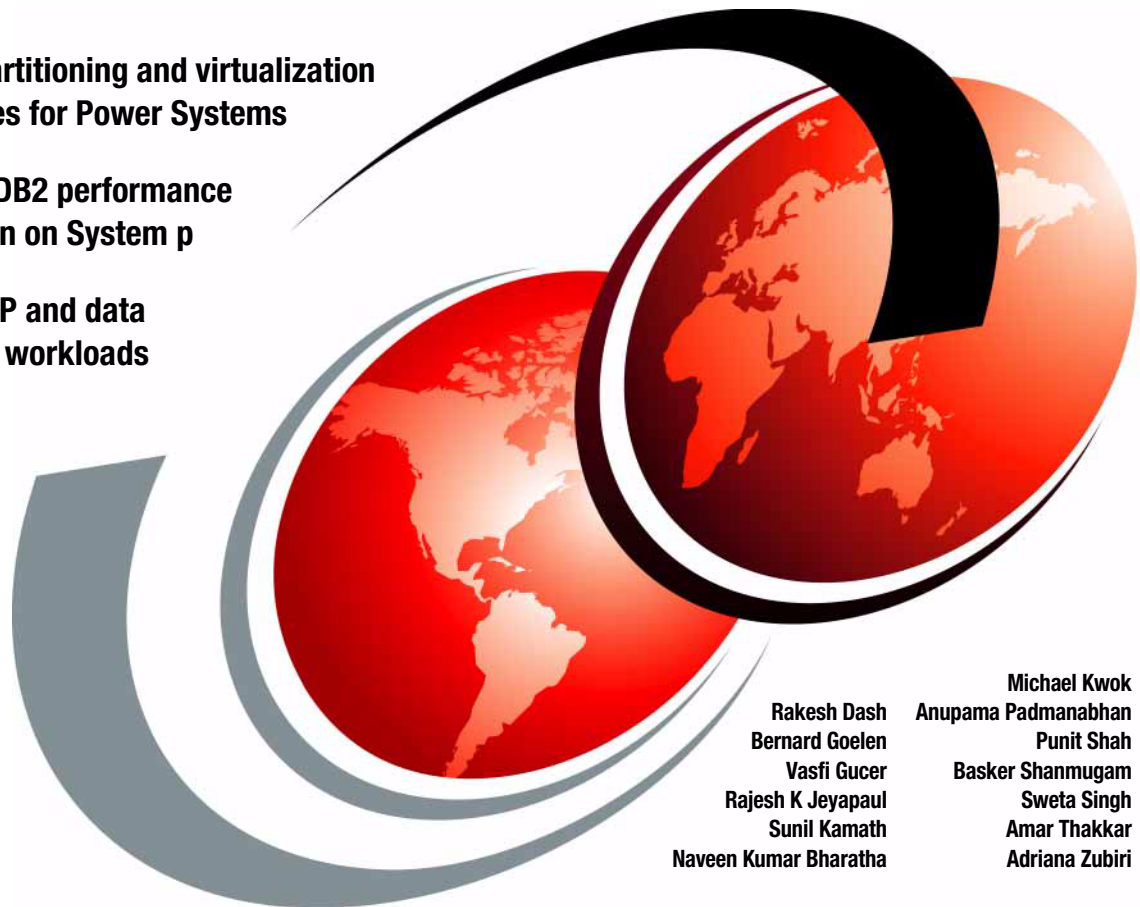 artitioning and virtualization
es for Power Systems
DB2 performance
n on System p
P and data
workloads
Michael Kwok
Rakesh Dash Anupama Padmanabhan
Bernard Goelen Punit Shah
Vasfi Gucer Basker Shanmugam
Rajesh K Jeyapaul Sweta Singh
Sunil Kamath Amar Thakkar
Naveen Kumar Bharatha Adriana Zubiri